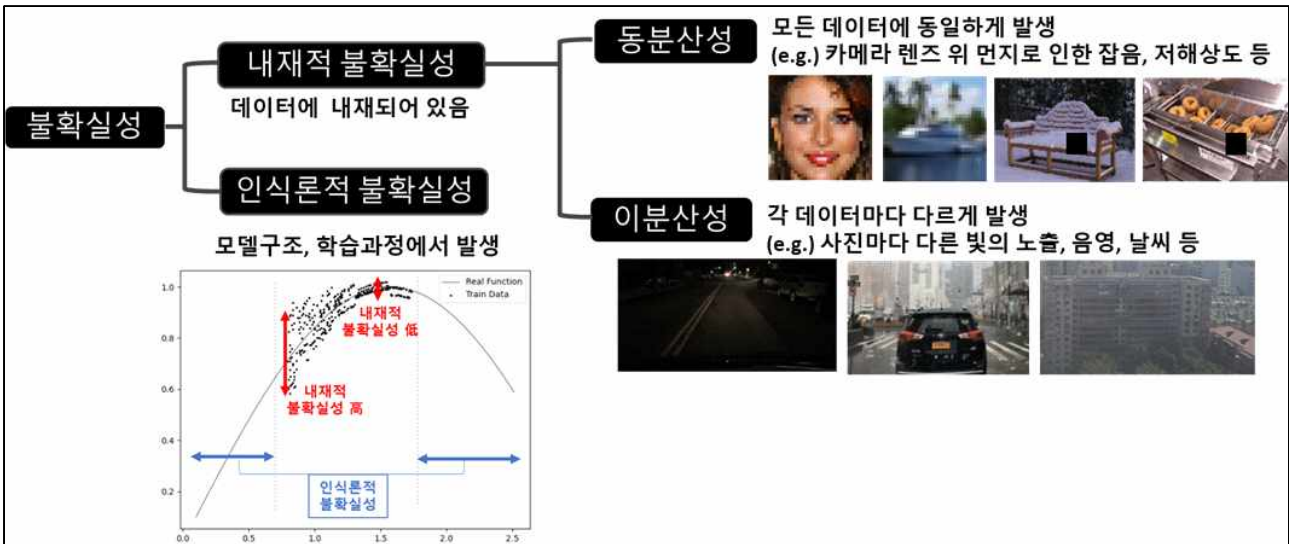 불확실성
내재적 불확실성
데이터에 내재되어 있음
인식론적 불확실성
모델구조, 학습과정에서 발생
동분산성
모든 데이터에 동일하게 발생
(e.g.) 카메라 렌즈 위 먼지로 인한 잡음, 저해상도 등
이분산성
각 데이터마다 다르게 발생
(e.g.) 사진마다 다른 빛의 노출, 음영, 날씨 등
Real Function
Train Data
내재적
불확실성 低
내재적
불확실성 高
인식론적
불확실성
1.0
0.8
0.6
0.4
0.2
0.0 0.5 1.0 1.5 2.0 2.5